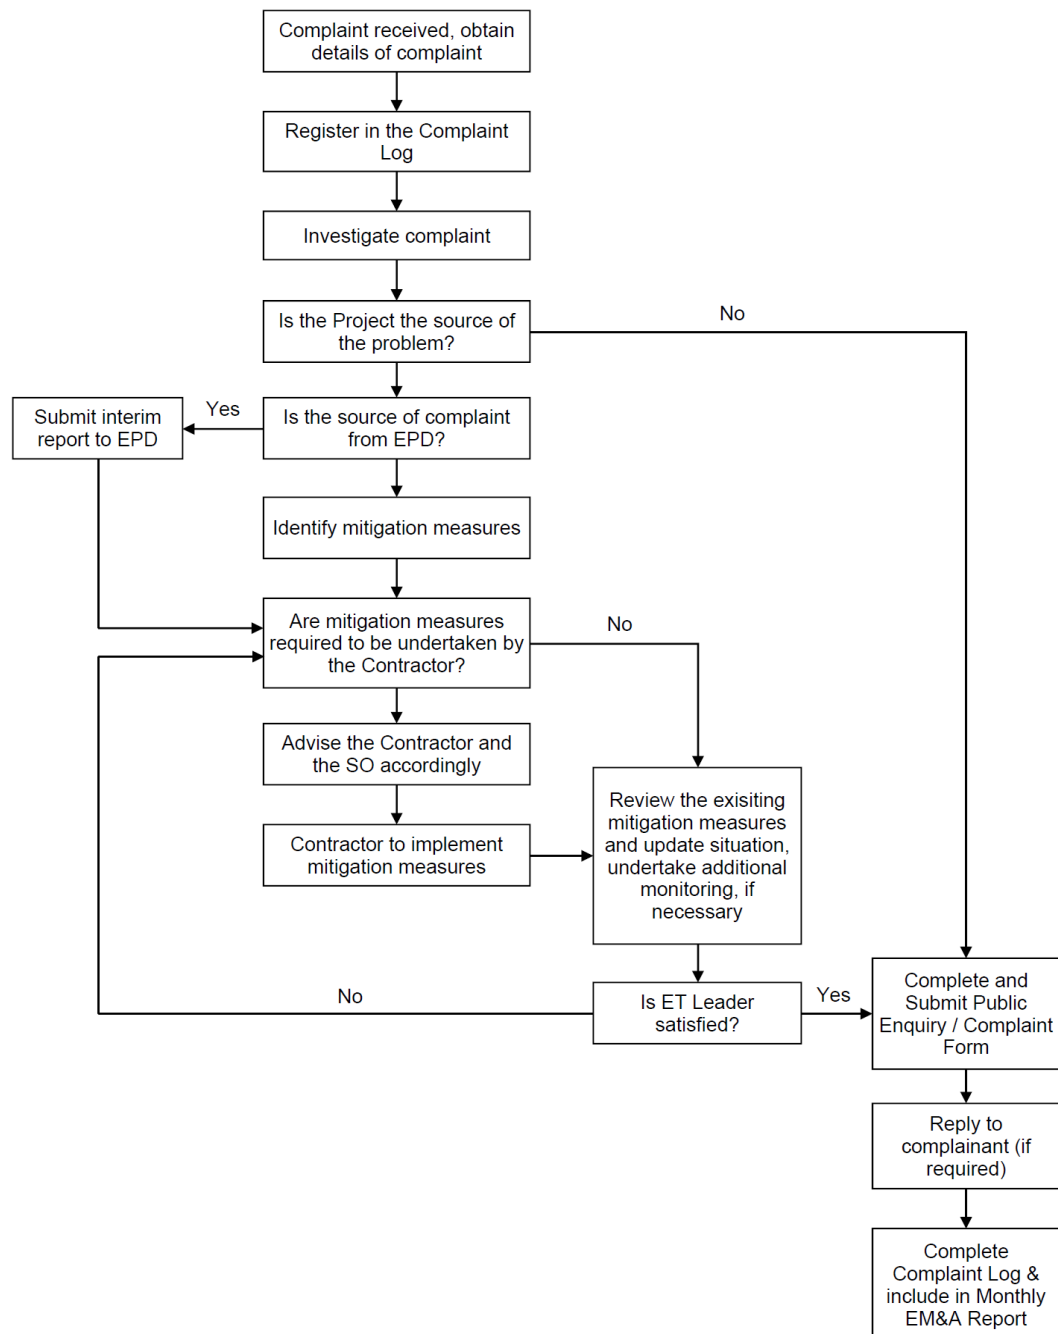 Complaint received, obtain
details of complaint
Register in the Complaint
Log
Investigate complaint
Is the Project the source of
the problem?
No
Submit interim
report to EPD
Yes
Is the source of complaint
from EPD?
Identify mitigation measures
Are mitigation measures
required to be undertaken by
the Contractor?
No
Advise the Contractor and
the SO accordingly
Contractor to implement
mitigation measures
Review the exisiting
mitigation measures
and update situation,
undertake additional
monitoring, if
necessary
No
Is ET Leader
satisfied?
Yes
Complete and
Submit Public
Enquiry / Complaint
Form
Reply to
complainant (if
required)
Complete
Complaint Log &
include in Monthly
EM&A Report